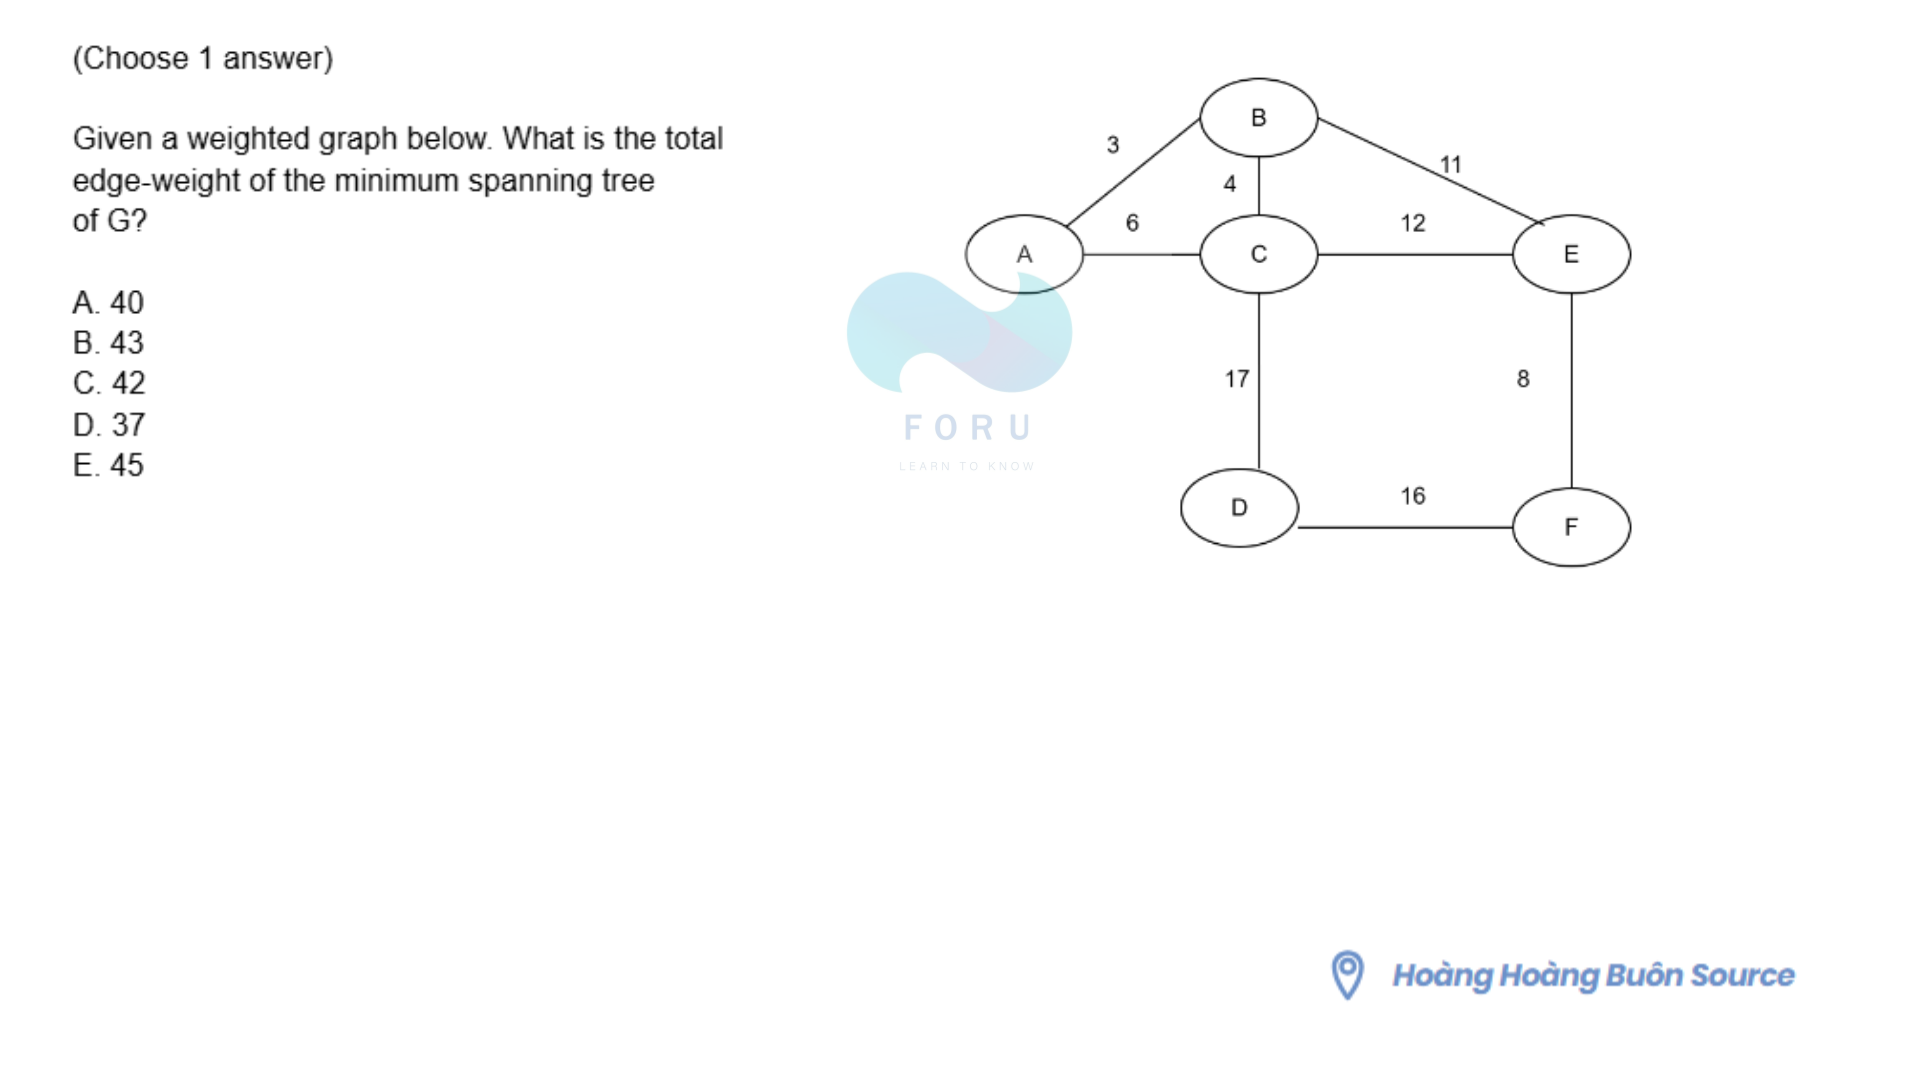 (Choose 1 answer)
Given a weighted graph below. What is the total
edge-weight of the minimum spanning tree
of G?
A. 40
B. 43
C. 42
D. 37
E. 45
B
3
11
4
6
12
A
C
E
17
8
D
16
F
FORU
LEARN TO KNOW
Hoàng Hoàng Buôn Source